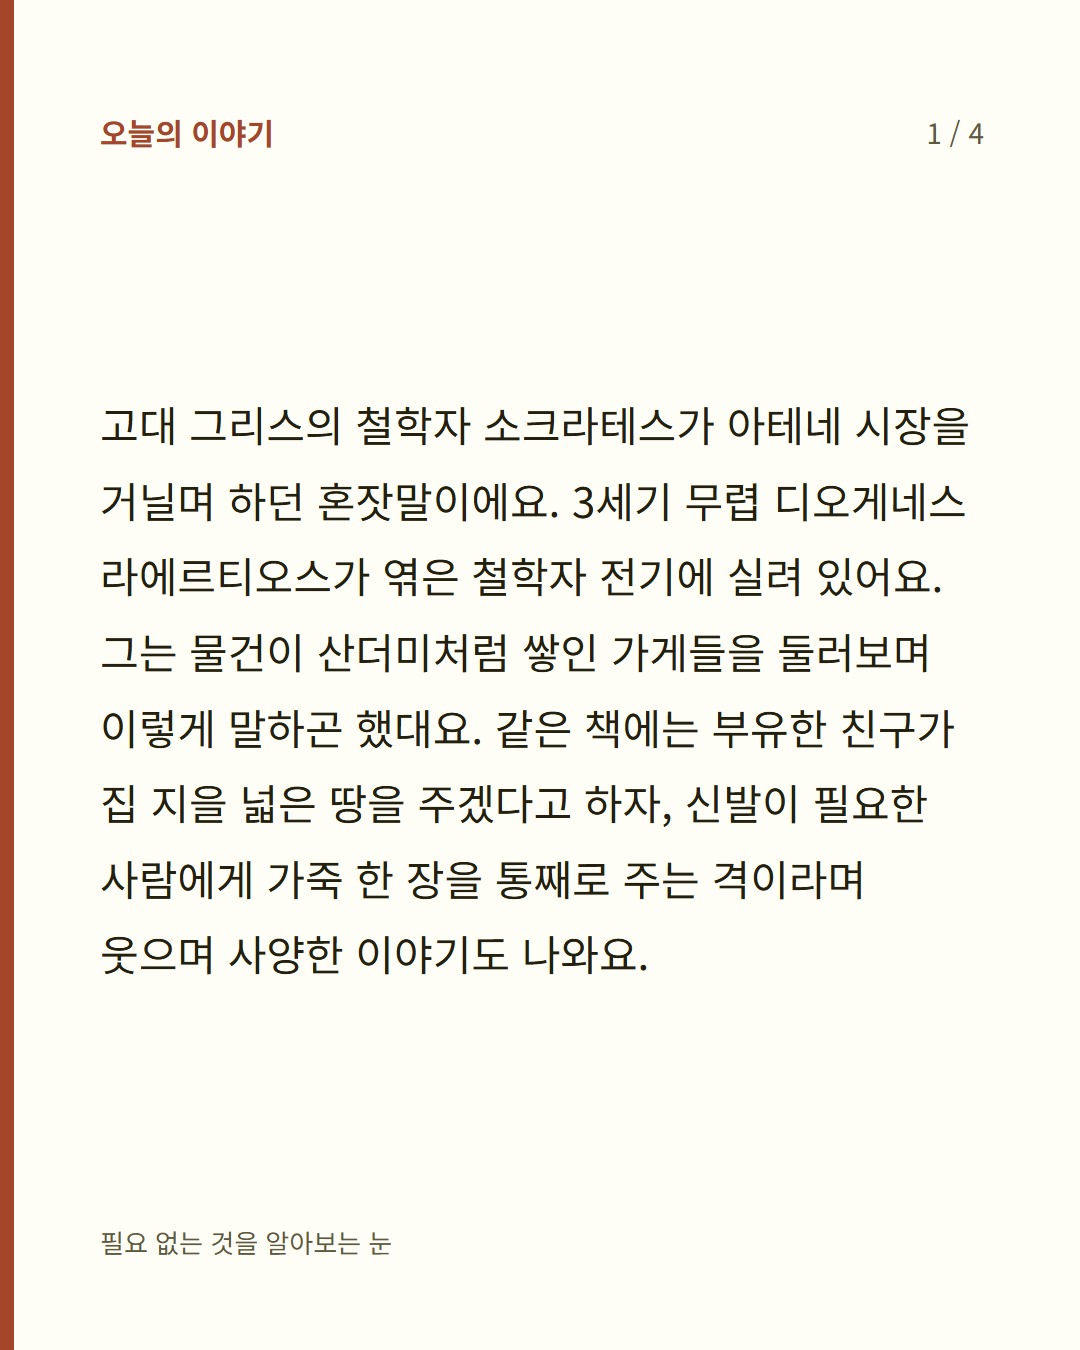 오늘의 이야기
1 / 4
고대 그리스의 철학자 소크라테스가 아테네 시장을
거닐며 하던 혼잣말이에요. 3세기 무렵 디오게네스
라에르티오스가 엮은 철학자 전기에 실려 있어요.
그는 물건이 산더미처럼 쌓인 가게들을 둘러보며
이렇게 말하곤 했대요. 같은 책에는 부유한 친구가
집 지을 넓은 땅을 주겠다고 하자, 신발이 필요한
사람에게 가죽 한 장을 통째로 주는 격이라며
웃으며 사양한 이야기도 나와요.
필요 없는 것을 알아보는 눈